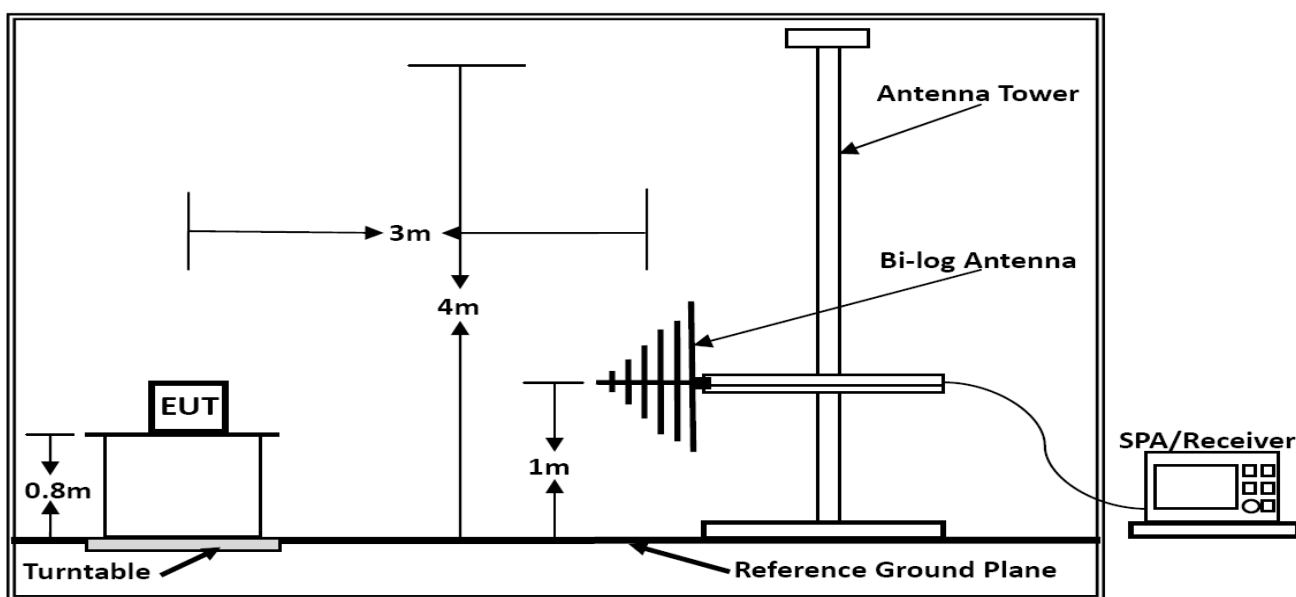 Antenna Tower
3m
Bi-log Antenna
4m
EUT
SPA/Receiver
1m
0.8m
Turntable
Reference Ground Plane